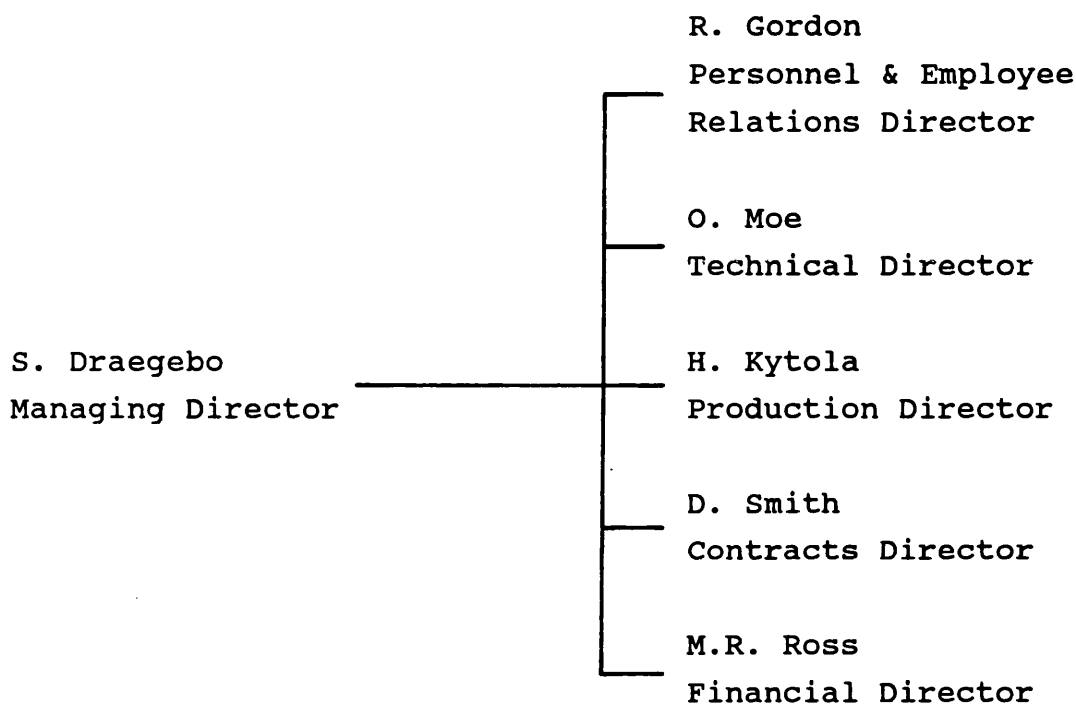 R. Gordon
Personnel & Employee
Relations Director
O. Moe
Technical Director
S. Draegebo
Managing Director
H. Kytola
Production Director
D. Smith
Contracts Director
M.R. Ross
Financial Director